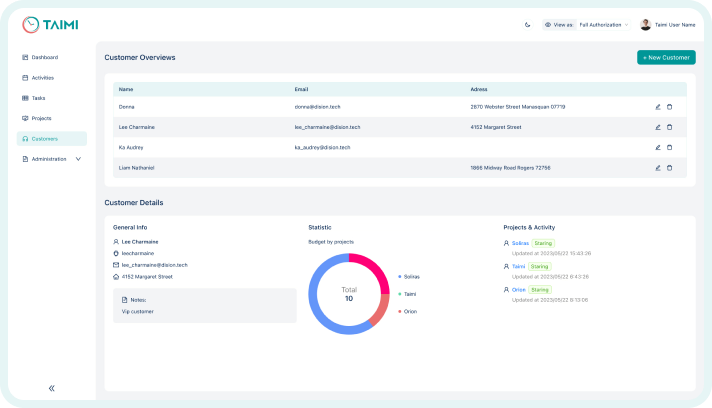 TAIMI
View as: Full Authorization
Taimi User Name
Dashboard
Activities
Tasks
Projects
Customers
Administration
Customer Overviews
+ New Customer
Name Email Adress
Donna donna@dision.tech 2670 Webster Street Manasquan 07719
Lee Charmaine lee_charmaine@dision.tech 4152 Margaret Street
Ka Audrey ka_audrey@dision.tech
Liam Nathaniel 1866 Midway Road Rogers 72756
Customer Details
General Info
Lee Charmaine
leecharmaine
lee_charmaine@dision.tech
4152 Margaret Street
Notes:
Vip customer
Statistic
Budget by projects
Total
10
Soliras
Taimi
Orion
Projects & Activity
Soliras Staring
Updated at 2023/05/22 15:43:26
Taimi Staring
Updated at 2023/05/22 8:43:26
Orion Staring
Updated at 2023/05/22 8:13:06